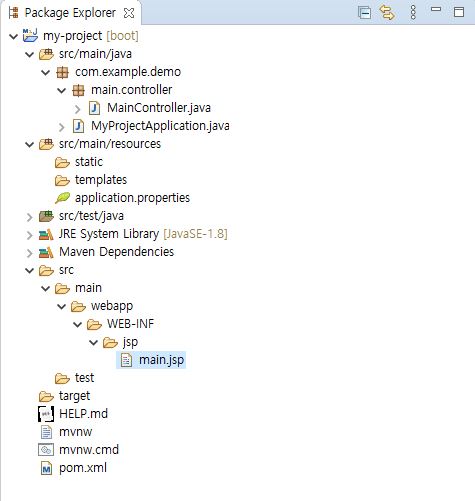 Package Explorer
my-project [boot]
src/main/java
com.example.demo
main.controller
MainController.java
MyProjectApplication.java
src/main/resources
static
templates
application.properties
src/test/java
JRE System Library [JavaSE-1.8]
Maven Dependencies
src
main
webapp
WEB-INF
jsp
main.jsp
test
target
HELP.md
mvnw
mvnw.cmd
pom.xml